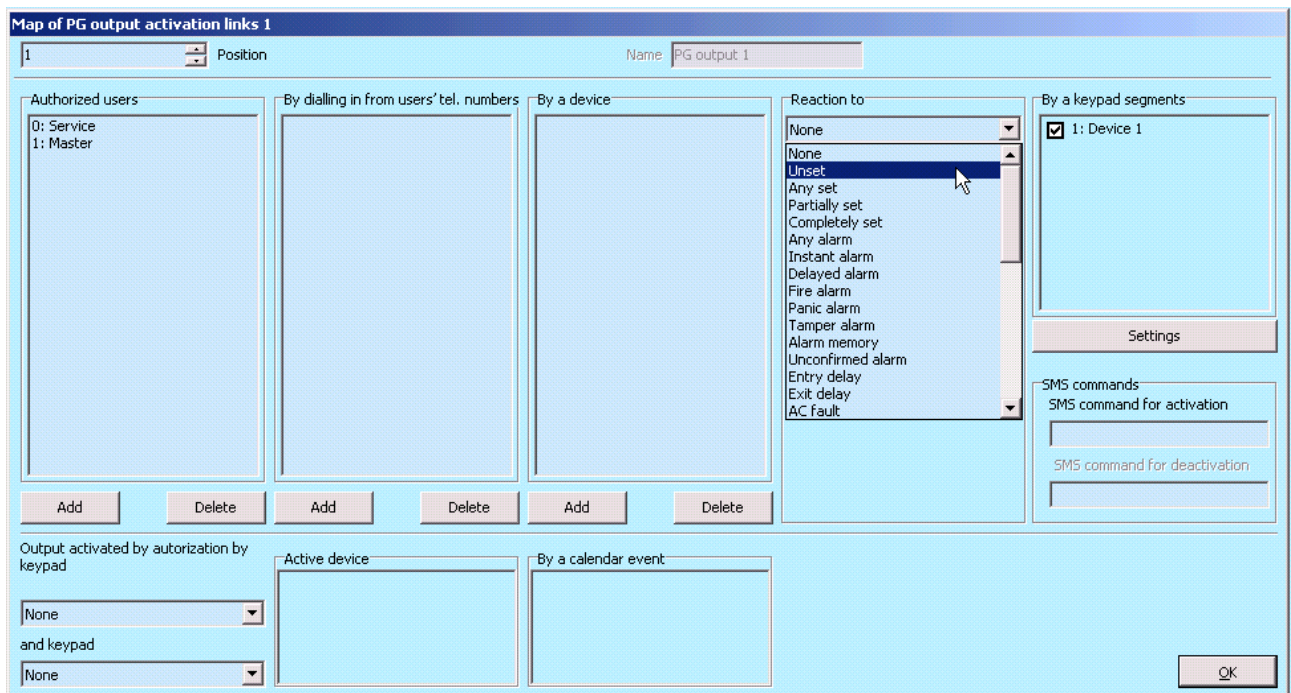 Map of PG output activation links 1
1 Position Name PG output 1
Authorized users
0: Service
1: Master
Add Delete
By dialling in from users' tel. numbers
Add Delete
By a device
Add Delete
Reaction to
None
None
Unset
Any set
Partially set
Completely set
Any alarm
Instant alarm
Delayed alarm
Fire alarm
Panic alarm
Tamper alarm
Alarm memory
Unconfirmed alarm
Entry delay
Exit delay
AC fault
By a keypad segments
1: Device 1
Settings
SMS commands
SMS command for activation
SMS command for deactivation
Output activated by autorization by
keypad
None
and keypad
None
Active device
By a calendar event
OK